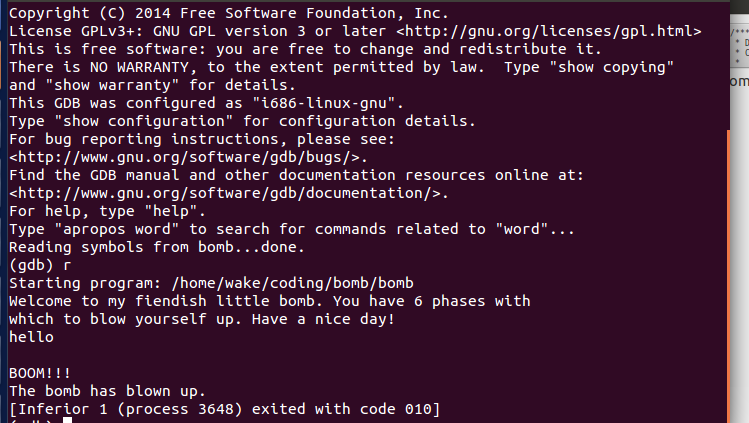 Copyright (C) 2014 Free Software Foundation, Inc.
License GPLv3+: GNU GPL version 3 or later <http://gnu.org/licenses/gpl.html>
This is free software: you are free to change and redistribute it.
There is NO WARRANTY, to the extent permitted by law.  Type "show copying"
and "show warranty" for details.
This GDB was configured as "i686-linux-gnu".
Type "show configuration" for configuration details.
For bug reporting instructions, please see:
<http://www.gnu.org/software/gdb/bugs/>.
Find the GDB manual and other documentation resources online at:
<http://www.gnu.org/software/gdb/documentation/>.
For help, type "help".
Type "apropos word" to search for commands related to "word"...
Reading symbols from bomb...done.
(gdb) r
Starting program: /home/wake/coding/bomb/bomb
Welcome to my fiendish little bomb. You have 6 phases with
which to blow yourself up. Have a nice day!
hello

BOOM!!!
The bomb has blown up.
[Inferior 1 (process 3648) exited with code 010]
(gdb)
/***
* D
* C
*
om